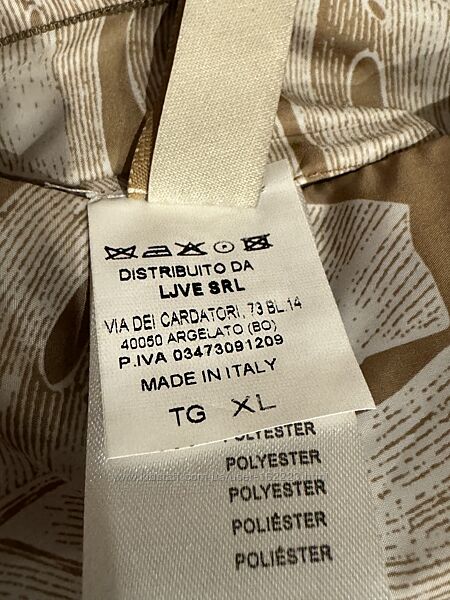 DISTRIBUITO DA
LJVE SRL
VIA DEI CARDATORI, 73 BL.14
40050 ARGELATO (BO)
P.IVA 03473091209
MADE IN ITALY
TG XL
POLYESTER
POLYESTER
POLYESTER
POLIÉSTER
POLIÉSTER